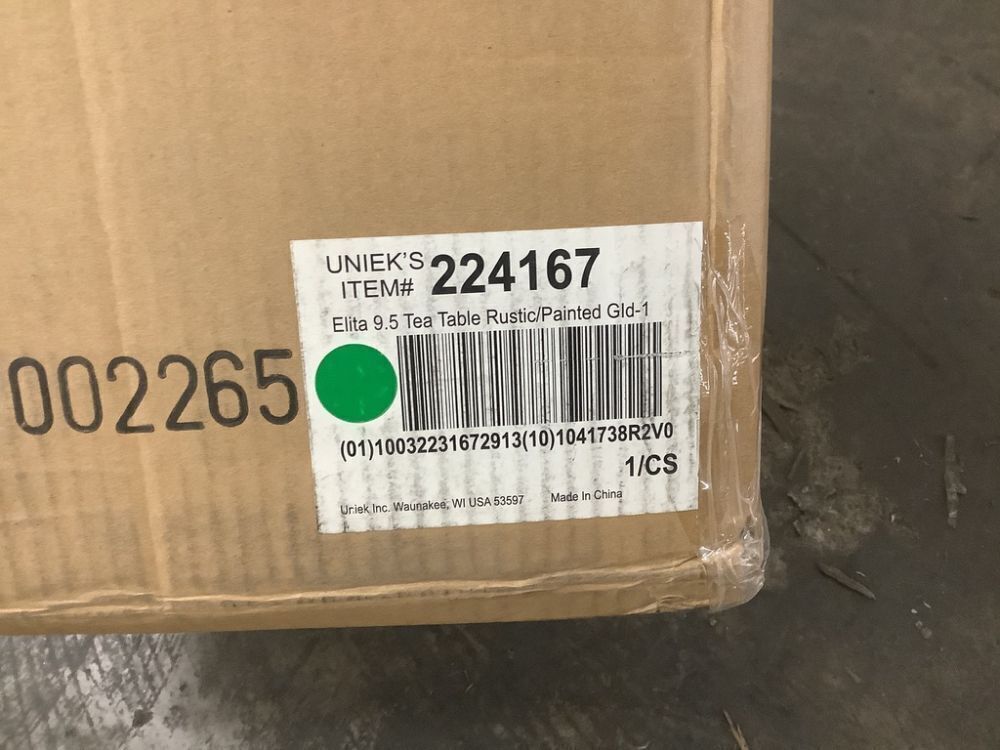 UNIEK'S
ITEM# 224167
Elita 9.5 Tea Table Rustic/Painted Gld-1
002265
(01)10032231672913(10)1041738R2V0
1/CS
Uniek Inc. Waunakee, WI USA 53597 Made In China